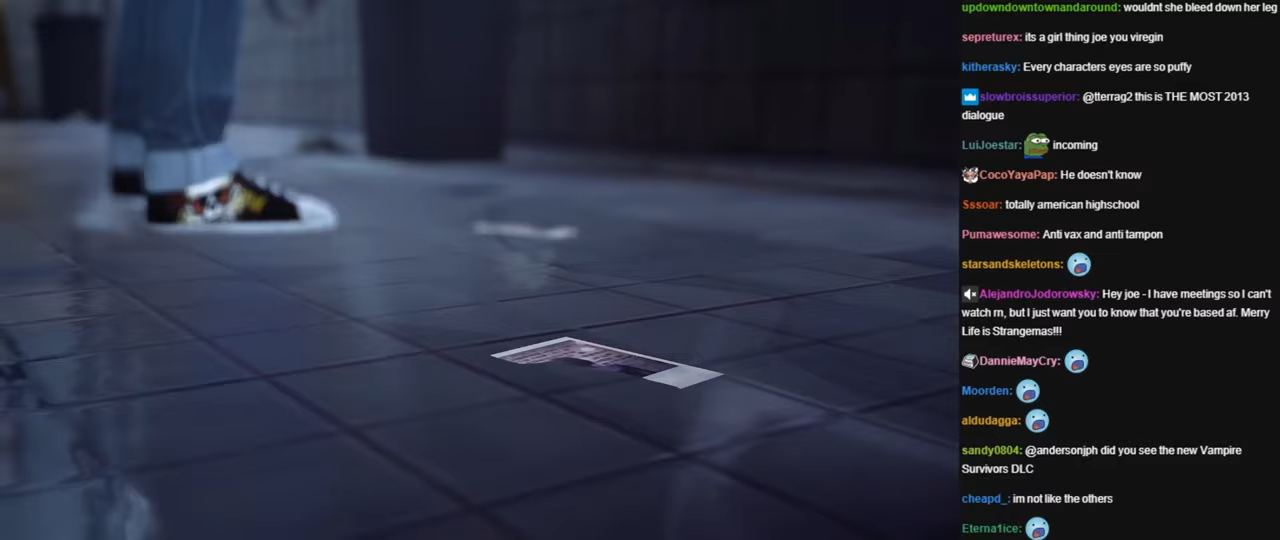 updowndowntownandaround: wouldnt she bleed down her leg
sepreturex: its a girl thing joe you viregin
kitherasky: Every characters eyes are so puffy
slowbroissuperior: @tterrag2 this is THE MOST 2013
dialogue
LuiJoestar: incoming
CocoYayaPap: He doesn't know
Sssoar: totally american highschool
Pumawesome: Anti vax and anti tampon
starsandskeletons:
AlejandroJodorowsky: Hey joe - I have meetings so I can't
watch rn, but I just want you to know that you're based af. Merry
Life is Strangemas!!!
DannieMayCry:
Moorden:
aldudagga:
sandy0804: @andersonjph did you see the new Vampire
Survivors DLC
cheapd_: im not like the others
Eterna1ice: